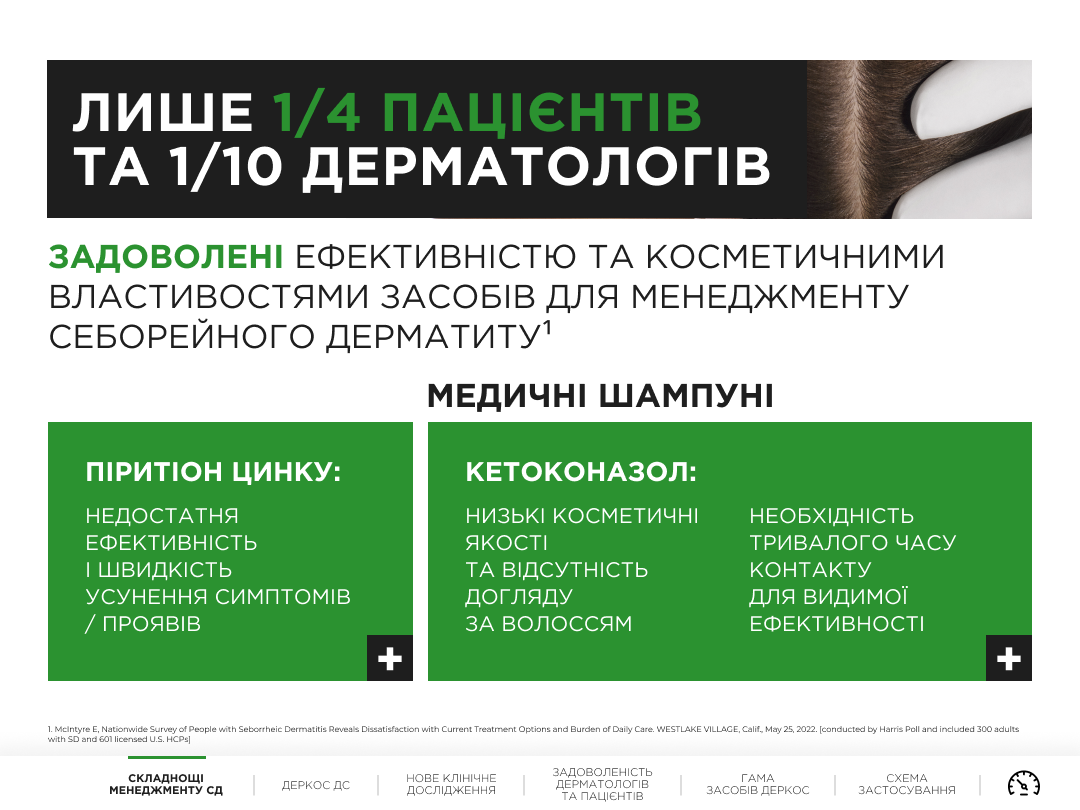 ЛИШЕ 1/4 ПАЦІЄНТІВ
ТА 1/10 ДЕРМАТОЛОГІВ
ЗАДОВОЛЕНІ ЕФЕКТИВНІСТЮ ТА КОСМЕТИЧНИМИ
ВЛАСТИВОСТЯМИ ЗАСОБІВ ДЛЯ МЕНЕДЖМЕНТУ
СЕБОРЕЙНОГО ДЕРМАТИТУ¹
МЕДИЧНІ ШАМПУНІ
ПІРИТІОН ЦИНКУ:
НЕДОСТАТНЯ
ЕФЕКТИВНІСТЬ
І ШВИДКІСТЬ
УСУНЕННЯ СИМПТОМІВ
/ ПРОЯВІВ
КЕТОКОНАЗОЛ:
НИЗЬКІ КОСМЕТИЧНІ
ЯКОСТІ
ТА ВІДСУТНІСТЬ
ДОГЛЯДУ
ЗА ВОЛОССЯМ
НЕОБХІДНІСТЬ
ТРИВАЛОГО ЧАСУ
КОНТАКТУ
ДЛЯ ВИДИМОЇ
ЕФЕКТИВНОСТІ
1. McIntyre E, Nationwide Survey of People with Seborrheic Dermatitis Reveals Dissatisfaction with Current Treatment Options and Burden of Daily Care. WESTLAKE VILLAGE, Calif., May 25, 2022. [conducted by Harris Poll and included 300 adults
with SD and 601 licensed U.S. HCPs]
СКЛАДНОЩІ
МЕНЕДЖМЕНТУ СД
ДЕРКОС ДС
НОВЕ КЛІНІЧНЕ
ДОСЛІДЖЕННЯ
ЗАДОВОЛЕНІСТЬ
ДЕРМАТОЛОГІВ
ТА ПАЦІЄНТІВ
ГАМА
ЗАСОБІВ ДЕРКОС
СХЕМА
ЗАСТОСУВАННЯ